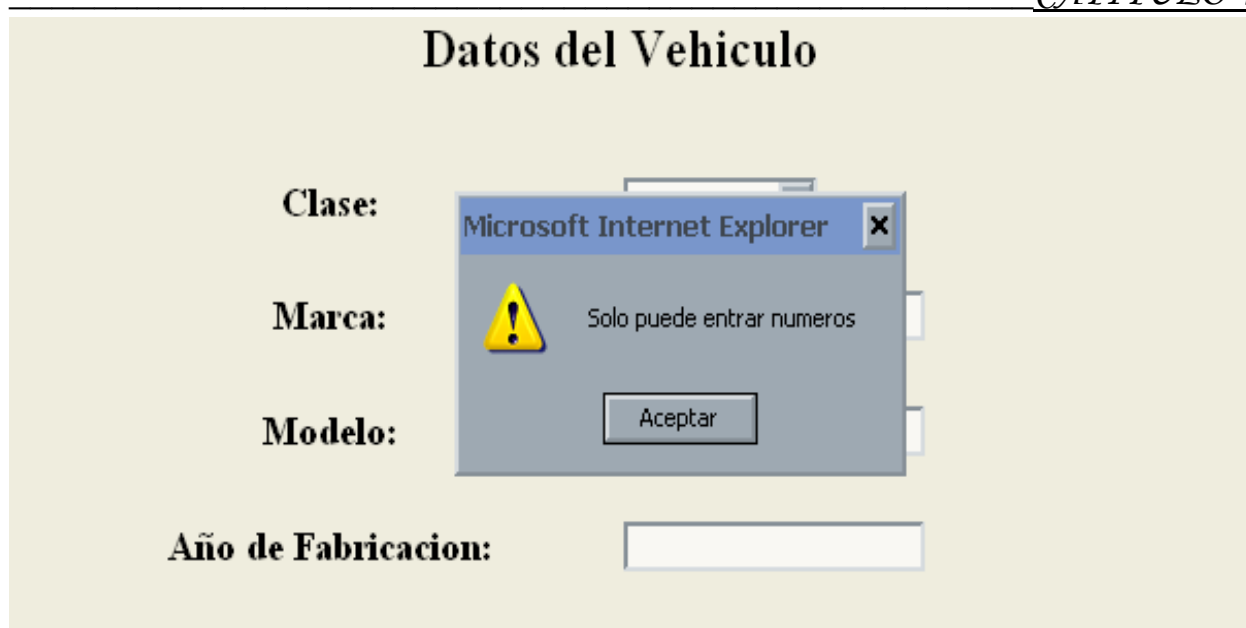 Datos del Vehiculo
Clase:
Microsoft Internet Explorer
Marca:
Solo puede entrar numeros
Aceptar
Modelo:
Año de Fabricacion: